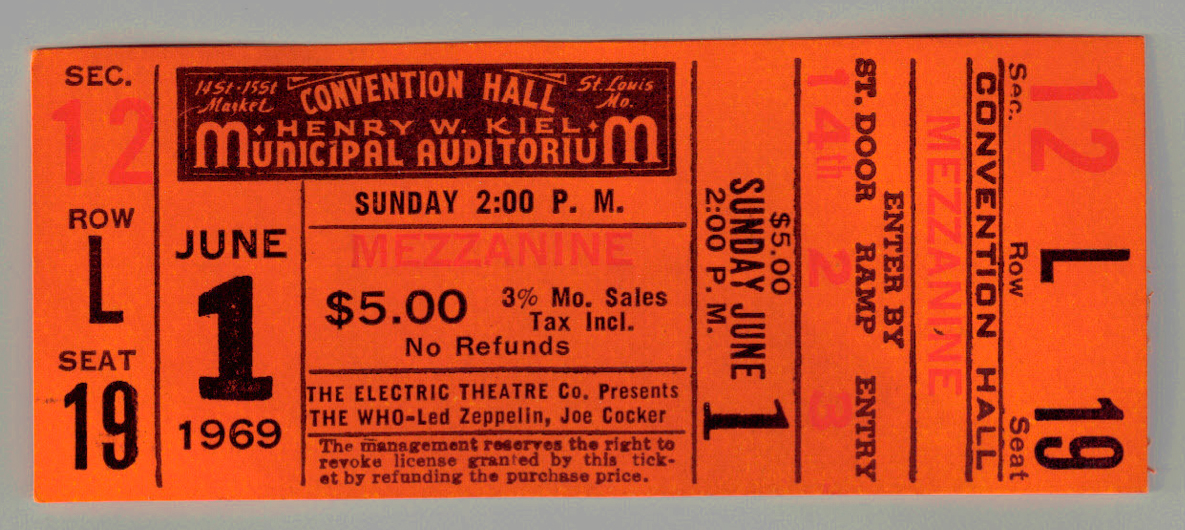 SEC.
12
ROW
L
SEAT
19
14St-15St
Market
CONVENTION HALL
St. Louis
Mo.
HENRY W. KIEL
MUNICIPAL AUDITORIUM
JUNE
1
1969
SUNDAY 2:00 P. M.
MEZZANINE
$5.00
3% Mo. Sales
Tax Incl.
No Refunds
THE ELECTRIC THEATRE Co. Presents
THE WHO-Led Zeppelin, Joe Cocker
The management reserves the right to
revoke license granted by this tick-
et by refunding the purchase price.
$5.00
SUNDAY JUNE 1
2:00 P. M.
ENTER BY
ST. DOOR RAMP ENTRY
14th 2 3
Sec. Row Seat
12 L 19
CONVENTION HALL
MEZZANINE